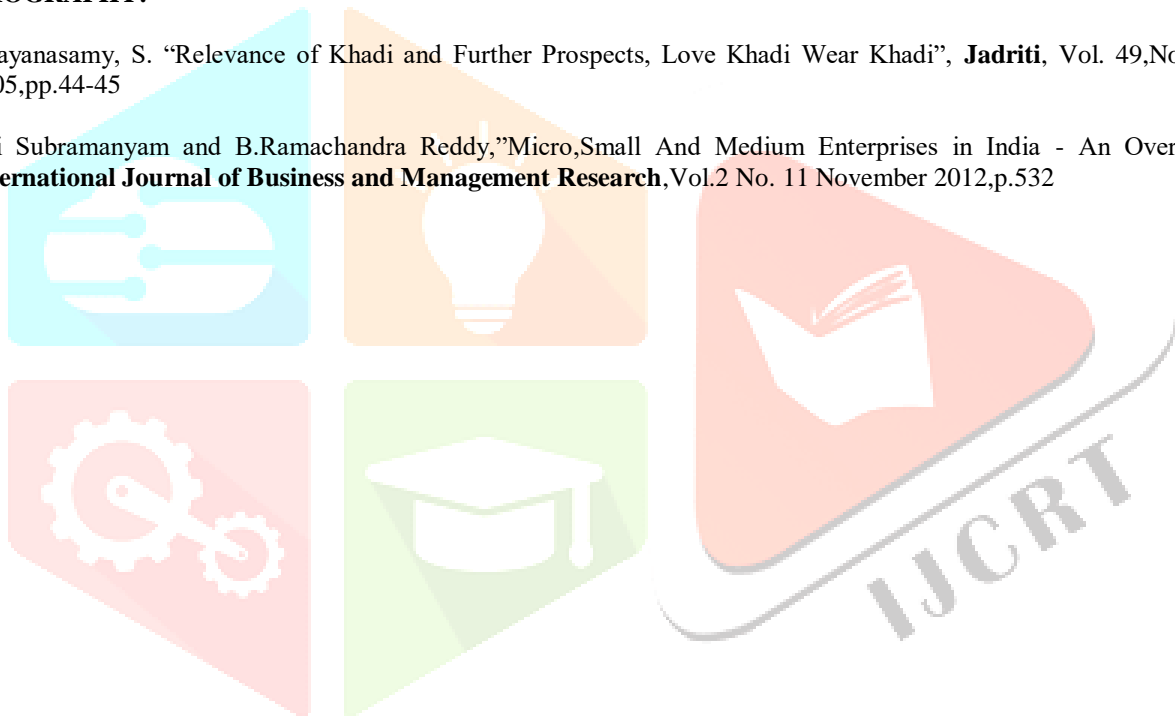 ayanasamy, S. “Relevance of Khadi and Further Prospects, Love Khadi Wear Khadi”, Jadriti, Vol. 49,No
05,pp.44-45
i Subramanyam and B.Ramachandra Reddy,”Micro,Small And Medium Enterprises in India - An Over
ernational Journal of Business and Management Research,Vol.2 No. 11 November 2012,p.532
IJCRT